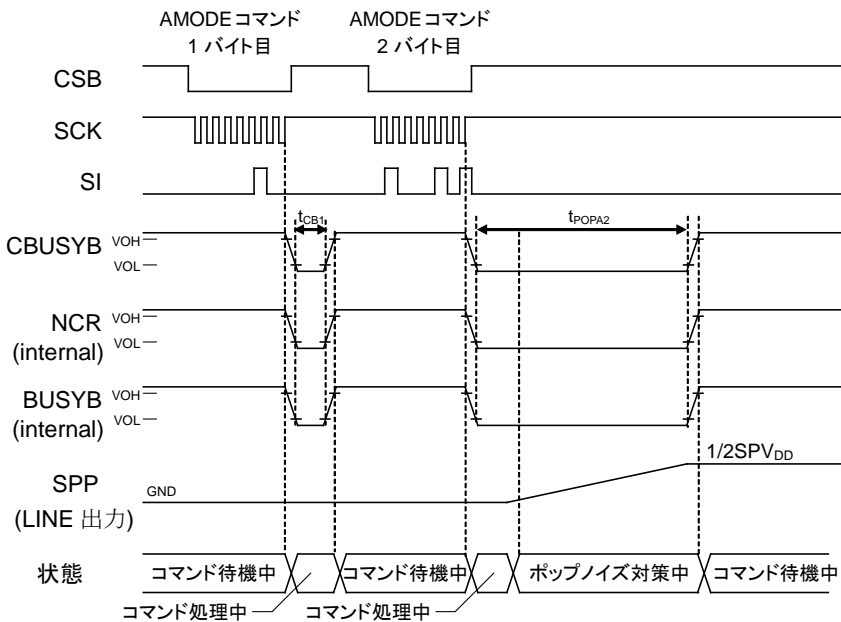 AMODEコマンド
1 バイト目
AMODEコマンド
2 バイト目
CSB
SCK
SI
tCB1
tPOPA2
CBUSYB
VOH
VOL
NCR
(internal)
VOH
VOL
BUSYB
(internal)
VOH
VOL
1/2SPVDD
SPP
(LINE 出力)
GND
状態
コマンド待機中
コマンド待機中
ポップノイズ対策中
コマンド待機中
コマンド処理中
コマンド処理中